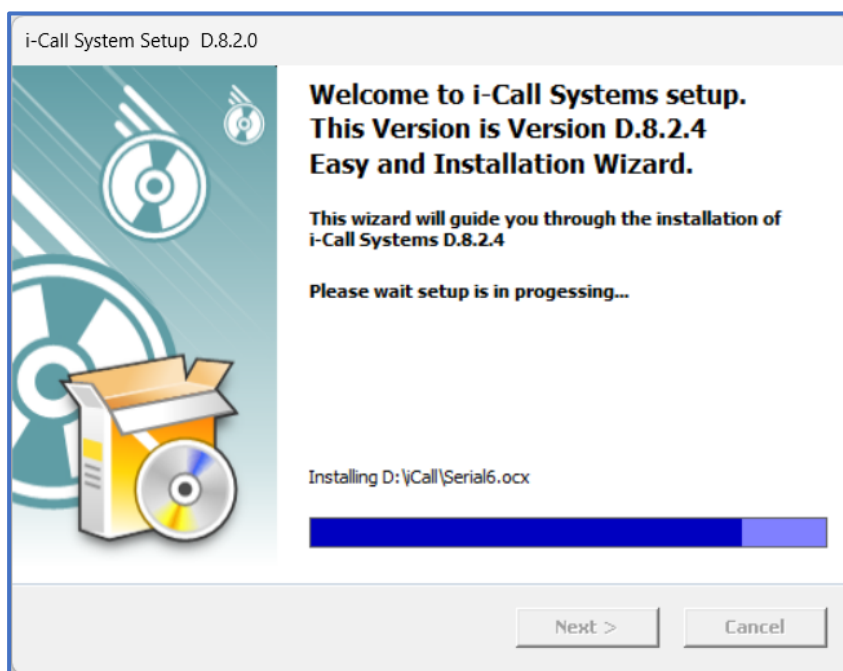 i-Call System Setup  D.8.2.0
Welcome to i-Call Systems setup.
This Version is Version D.8.2.4
Easy and Installation Wizard.
This wizard will guide you through the installation of
i-Call Systems D.8.2.4
Please wait setup is in progessing...
Installing D:\iCall\Serial6.ocx
Next >
Cancel